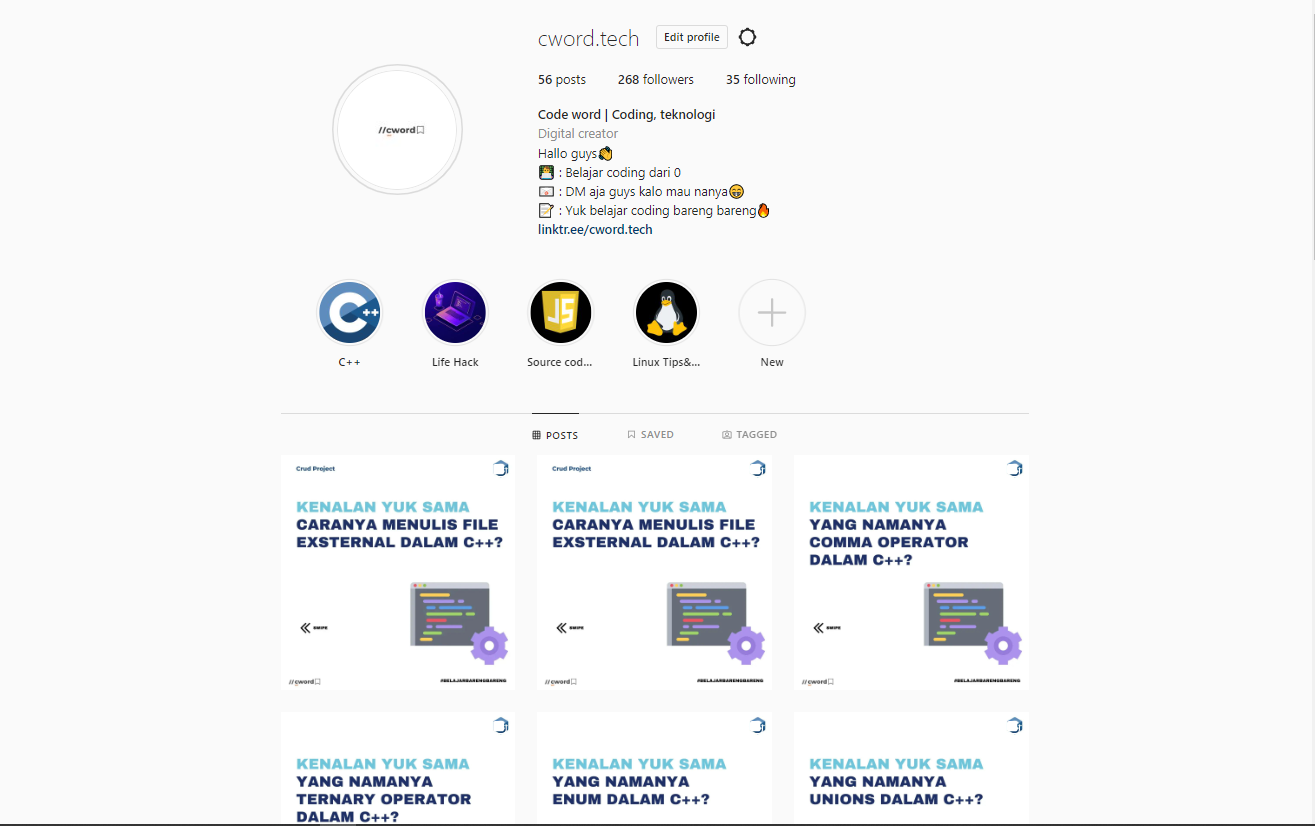 cword.tech Edit profile
56 posts 268 followers 35 following
//cword
Code word | Coding, teknologi
Digital creator
Hallo guys👏
👨‍💻 : Belajar coding dari 0
📧 : DM aja guys kalo mau nanya😁
📝 : Yuk belajar coding bareng bareng🔥
linktr.ee/cword.tech
C++
JS
C++ Life Hack Source cod... Linux Tips&... New
POSTS SAVED TAGGED
Crud Project
KENALAN YUK SAMA
CARANYA MENULIS FILE
EXSTERNAL DALAM C++?
SWIPE
//cword #BELAJARBARENGBARENG
Crud Project
KENALAN YUK SAMA
CARANYA MENULIS FILE
EXSTERNAL DALAM C++?
SWIPE
//cword #BELAJARBARENGBARENG
KENALAN YUK SAMA
YANG NAMANYA
COMMA OPERATOR
DALAM C++?
SWIPE
//cword #BELAJARBARENGBARENG
KENALAN YUK SAMA
YANG NAMANYA
TERNARY OPERATOR
DALAM C++?
KENALAN YUK SAMA
YANG NAMANYA
ENUM DALAM C++?
KENALAN YUK SAMA
YANG NAMANYA
UNIONS DALAM C++?